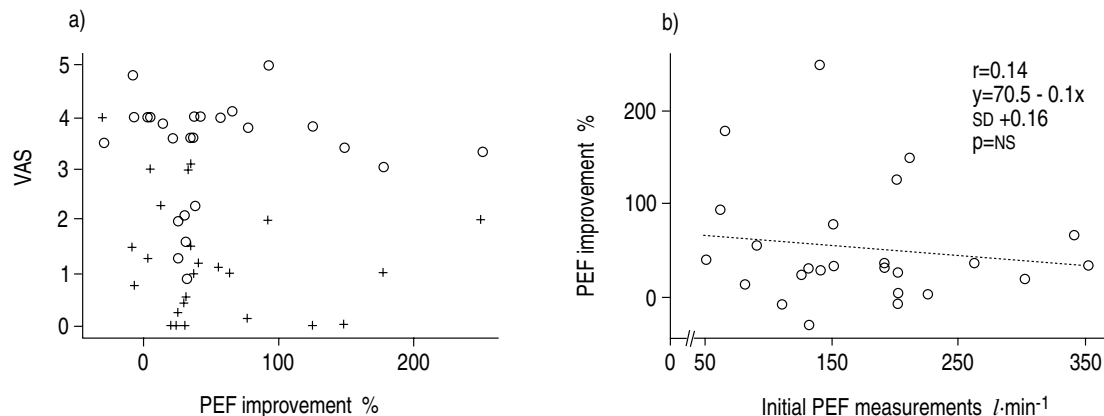 a)
5
4
3
2
1
0
VAS
0 100 200
PEF improvement %
b)
r=0.14
y=70.5 - 0.1x
SD +0.16
p=NS
200
100
0
PEF improvement %
0 50 150 250 350
Initial PEF measurements l·min-1